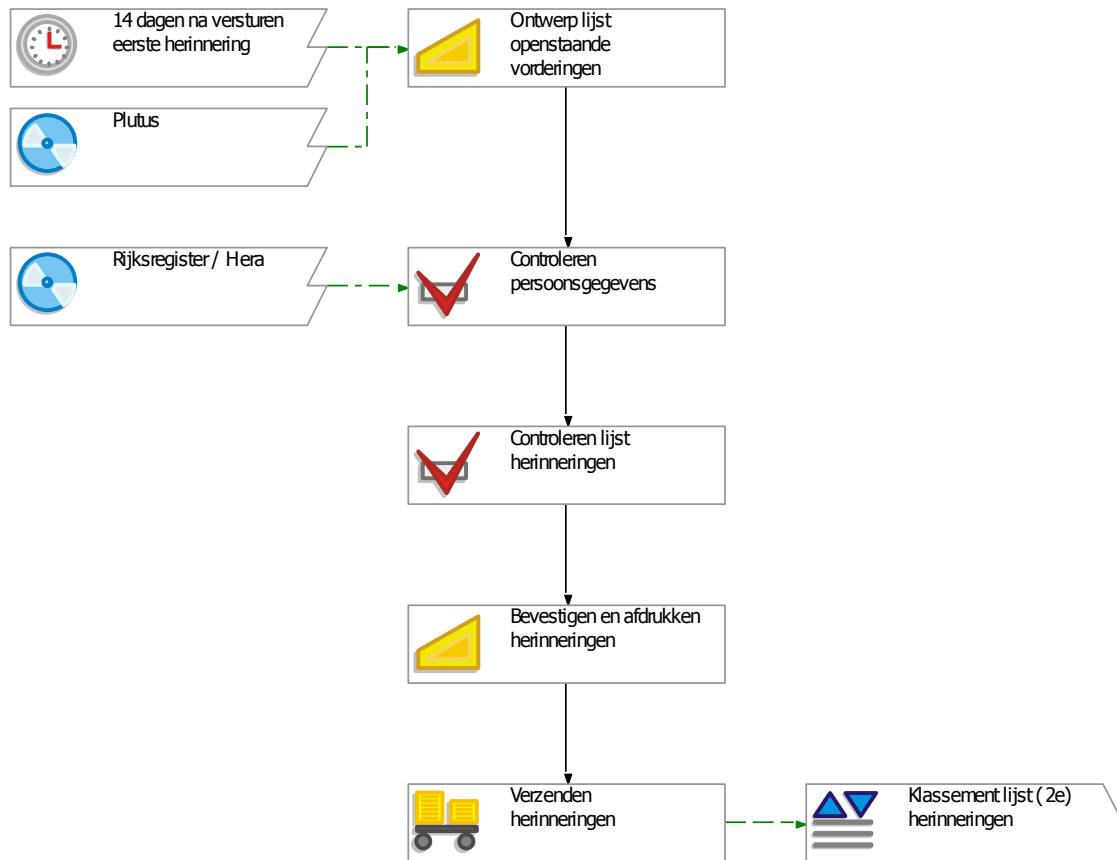 14 dagen na versturen
eerste herinnering
Ontwerp lijst
openstaande
vorderingen
Plutus
Rijksregister / Hera
Controleren
persoonsgegevens
Controleren lijst
herinneringen
Bevestigen en afdrukken
herinneringen
Verzenden
herinneringen
Klassement lijst (2e)
herinneringen